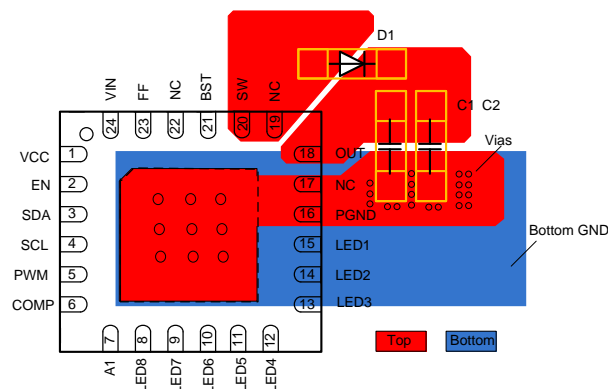 D1
VIN
FF
NC
BST
SW
NC
24
23
22
21
20
19
C1 C2
Vias
VCC 1
EN 2
SDA 3
SCL 4
PWM 5
COMP 6
18 OUT
17 NC
16 PGND
15 LED1
14 LED2
13 LED3
Bottom GND
7
8
9
10
11
12
A1
LED8
LED7
LED6
LED5
LED4
Top
Bottom